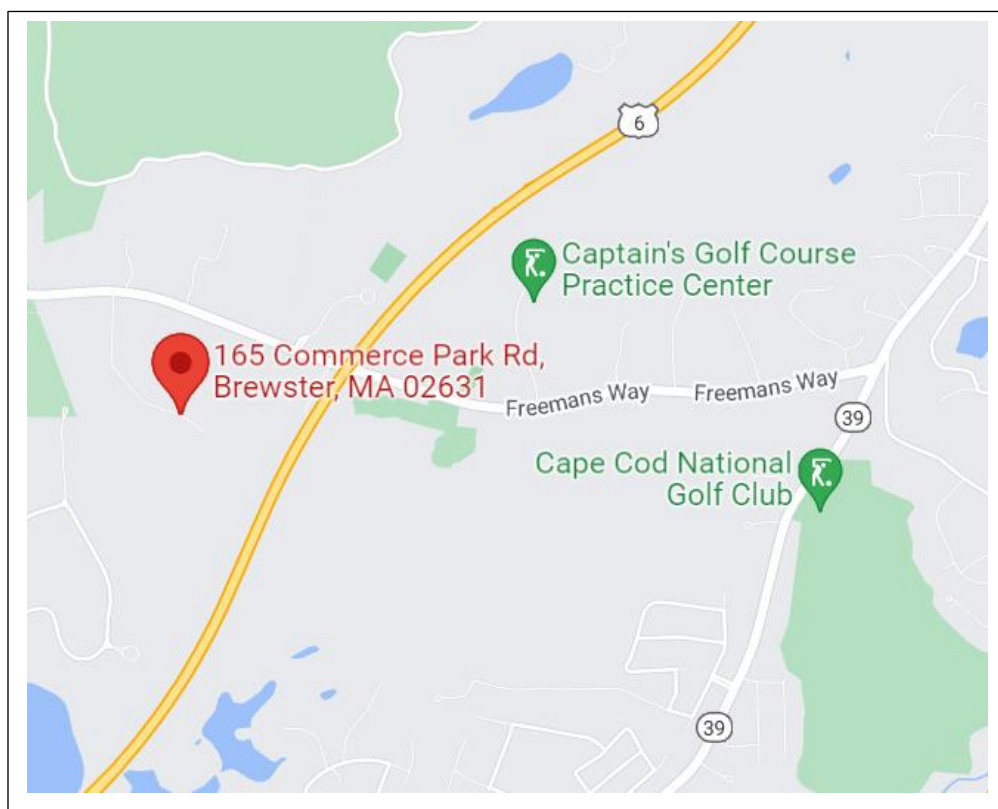 6
Captain's Golf Course
Practice Center
165 Commerce Park Rd,
Brewster, MA 02631
Freemans Way
Freemans Way
39
Cape Cod National
Golf Club
39